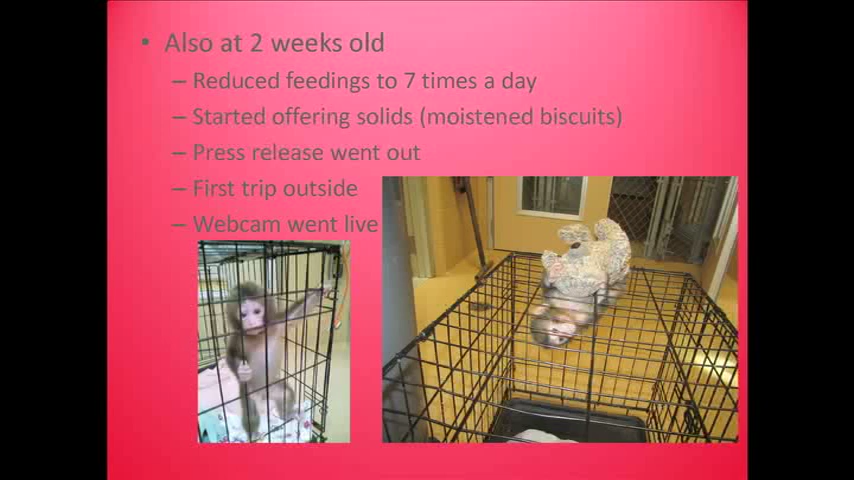 • Also at 2 weeks old
– Reduced feedings to 7 times a day
– Started offering solids (moistened biscuits)
– Press release went out
– First trip outside
– Webcam went live